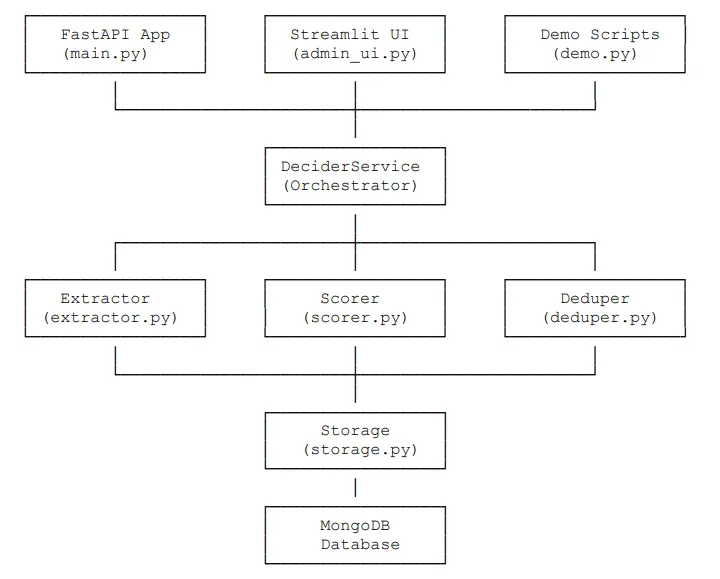 FastAPI App
(main.py)
Streamlit UI
(admin_ui.py)
Demo Scripts
(demo.py)
DeciderService
(Orchestrator)
Extractor
(extractor.py)
Scorer
(scorer.py)
Deduper
(deduper.py)
Storage
(storage.py)
MongoDB
Database